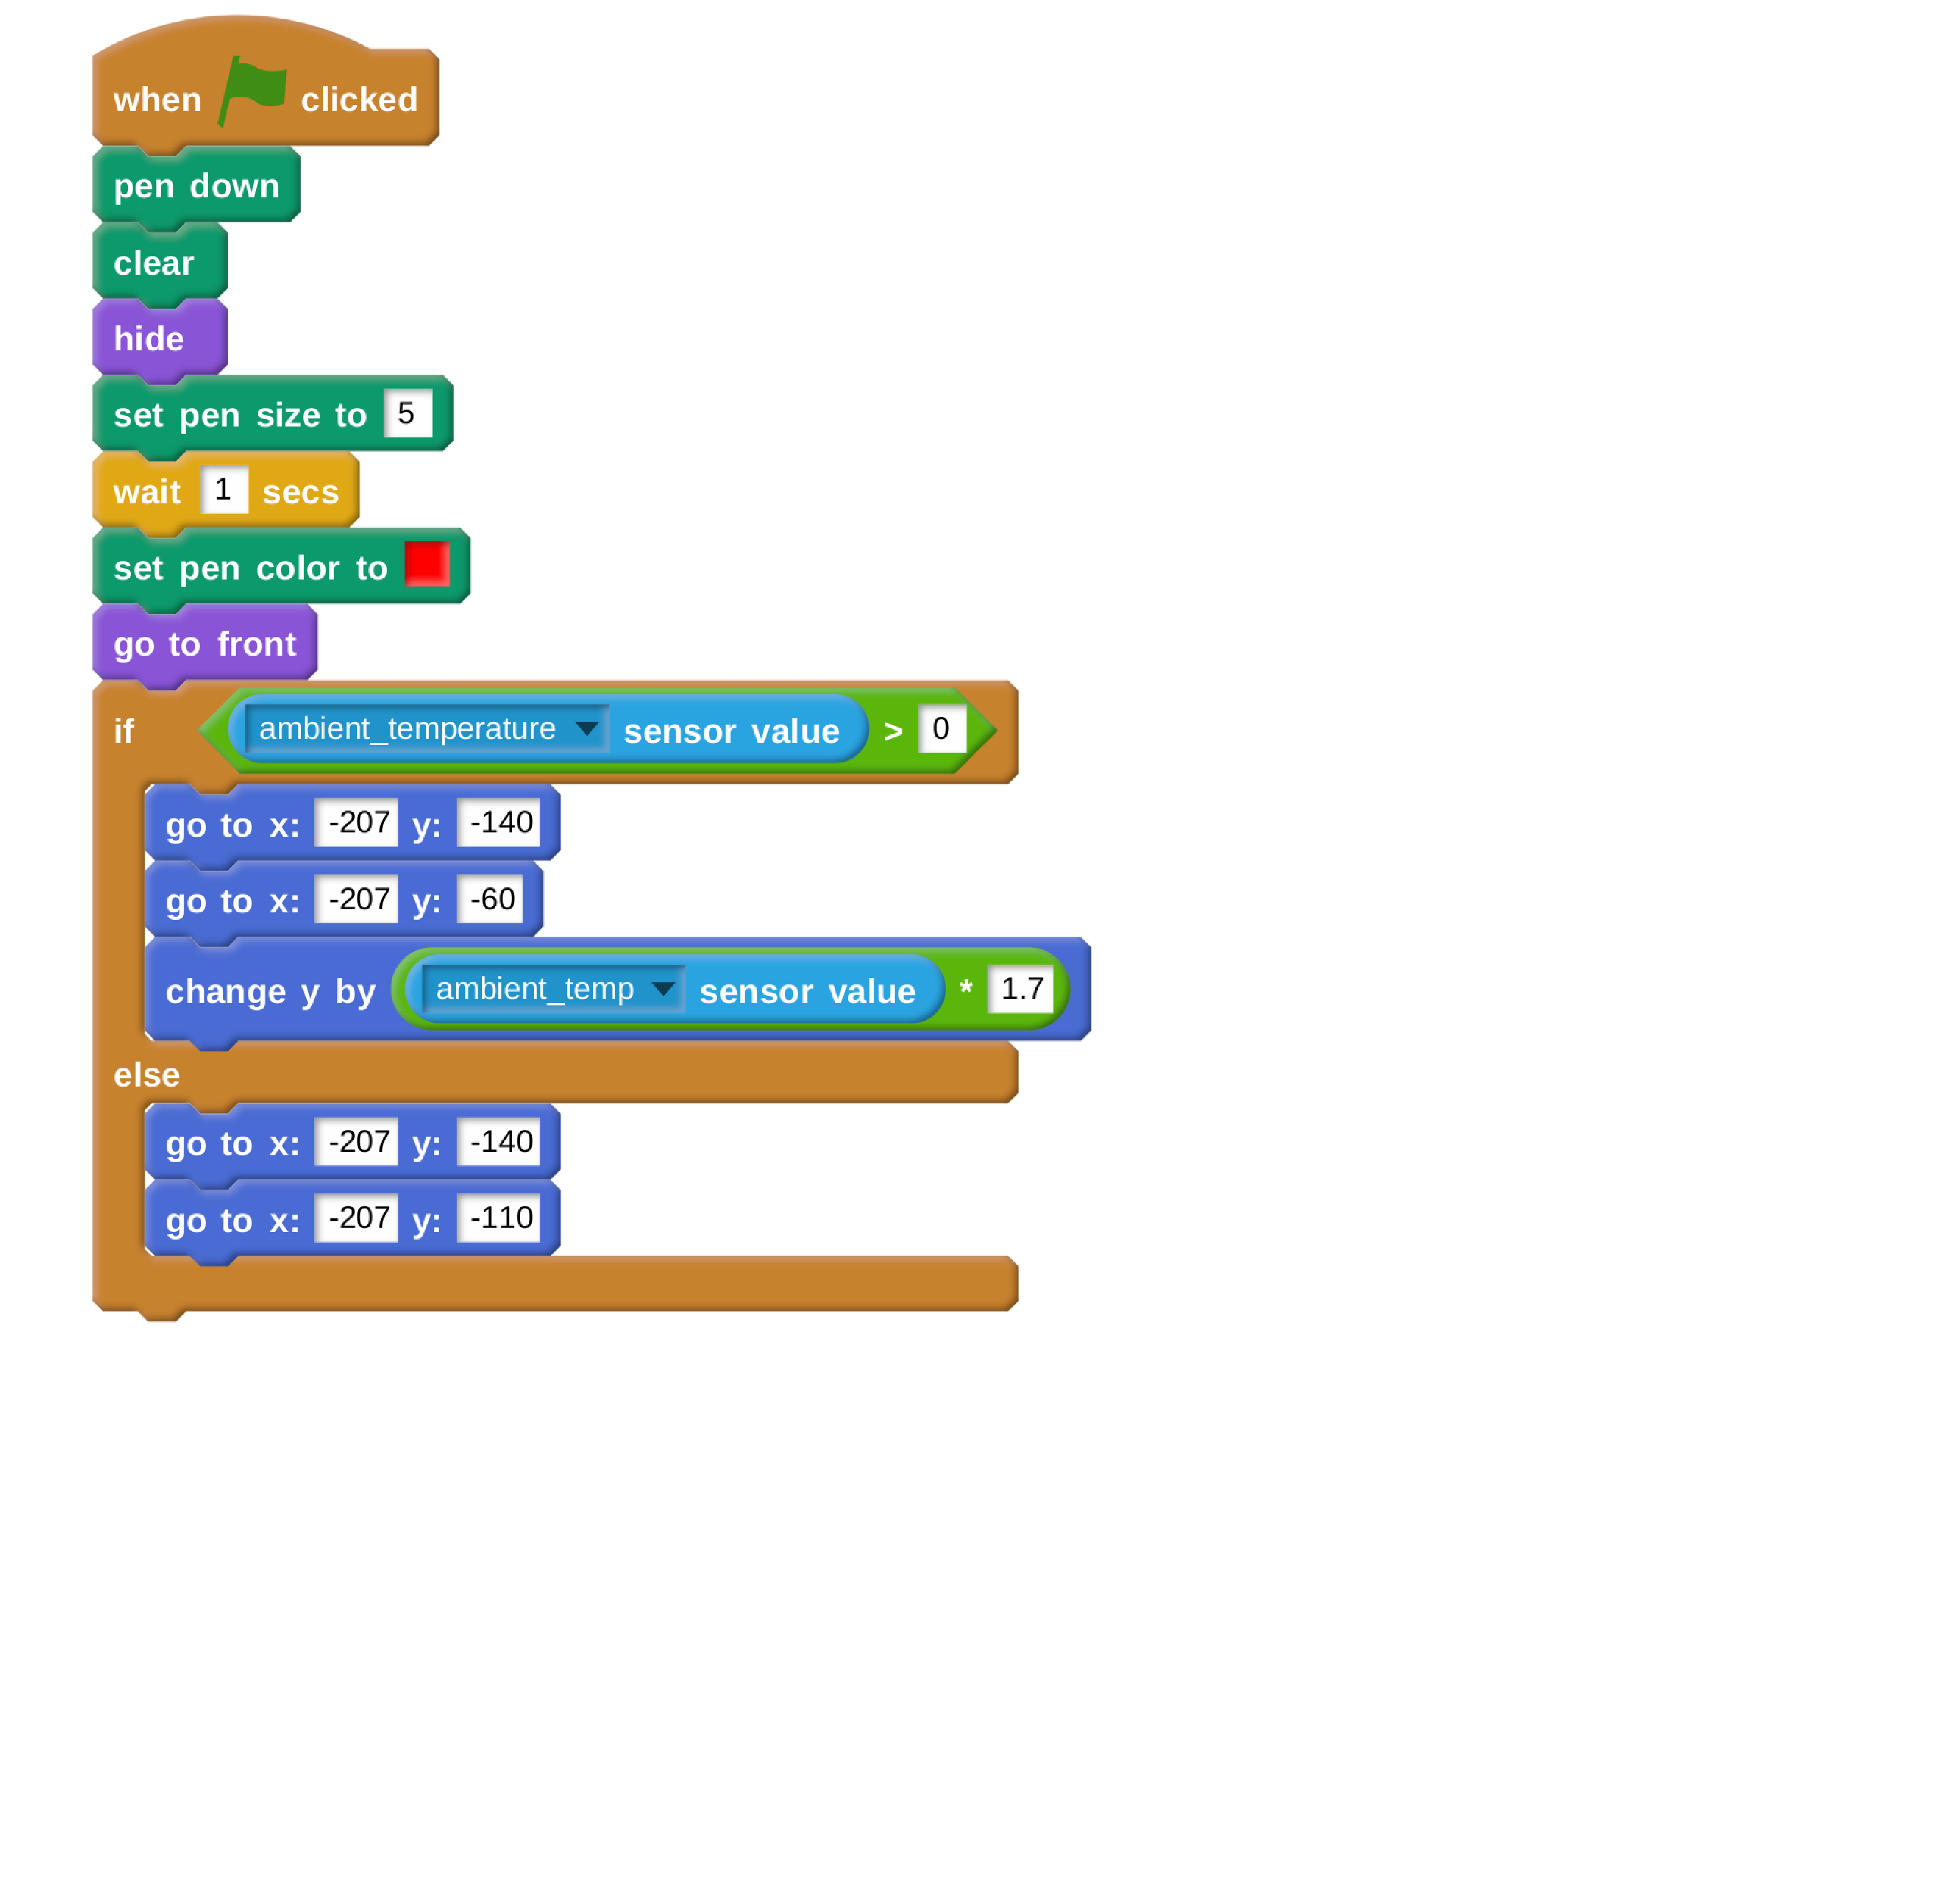 when clicked
pen down
clear
hide
set pen size to 5
wait 1 secs
set pen color to
go to front
if ambient_temperature sensor value > 0
go to x: -207 y: -140
go to x: -207 y: -60
change y by ambient_temp sensor value * 1.7
else
go to x: -207 y: -140
go to x: -207 y: -110